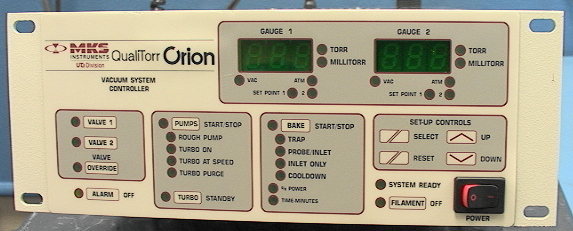 MKS
INSTRUMENTS
UTI Division
QualiTorr Orion
VACUUM SYSTEM
CONTROLLER
GAUGE 1
TORR
MILLITORR
VAC ATM
SET POINT 1 2
GAUGE 2
TORR
MILLITORR
VAC ATM
SET POINT 1 2
VALVE 1
VALVE 2
VALVE
OVERRIDE
ALARM OFF
PUMPS START/STOP
ROUGH PUMP
TURBO ON
TURBO AT SPEED
TURBO PURGE
TURBO STANDBY
BAKE START/STOP
TRAP
PROBE/INLET
INLET ONLY
COOLDOWN
% POWER
TIME-MINUTES
SET-UP CONTROLS
SELECT UP
RESET DOWN
SYSTEM READY
FILAMENT OFF
POWER